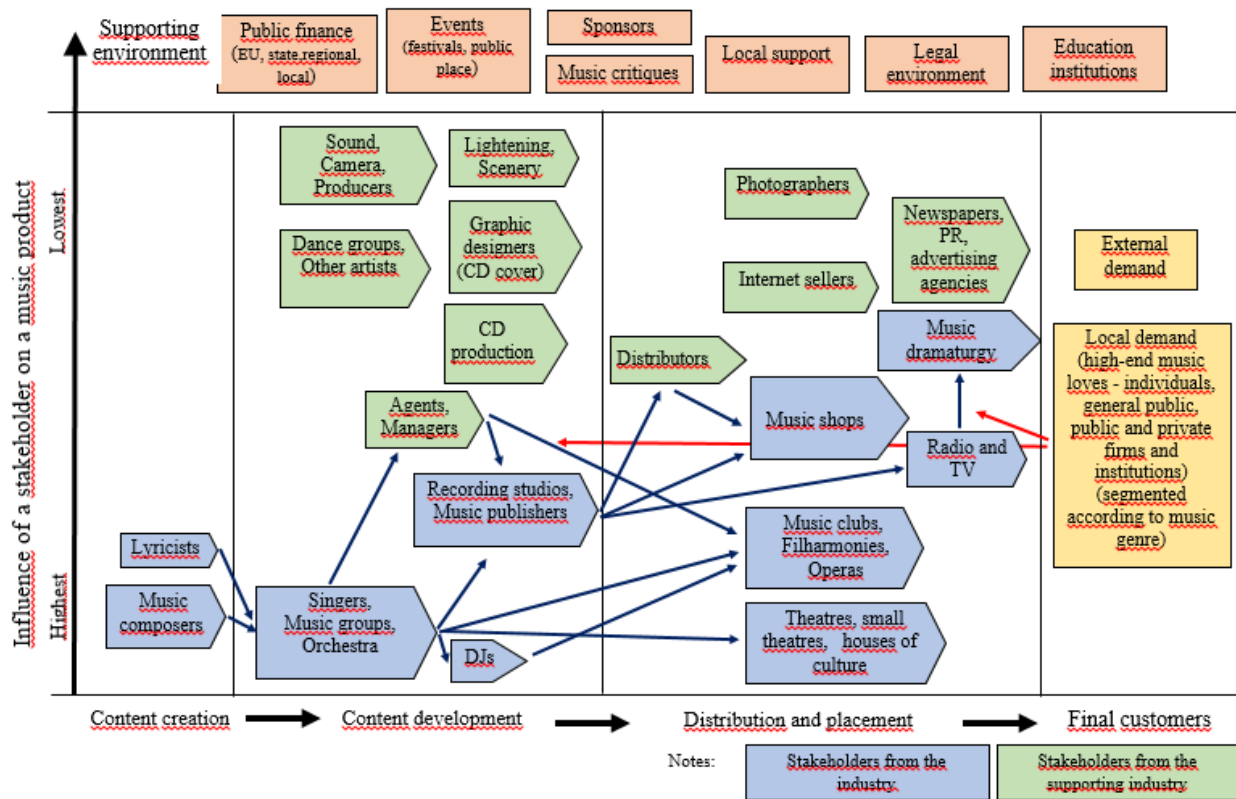 Supporting
environment
Public finance
(EU, state,regional,
local)
Events
(festivals, public
place)
Sponsors
Music critiques
Local support
Legal
environment
Education
institutions
Influence of a stakeholder on a music product
Lowest
Highest
Sound,
Camera,
Producers
Lightening,
Scenery
Dance groups,
Other artists
Graphic
designers
(CD cover)
CD
production
Agents,
Managers
Recording studios,
Music publishers
Lyricists
Music
composers
Singers,
Music groups,
Orchestra
DJs
Photographers
Newspapers,
PR,
advertising
agencies
Internet sellers
Music
dramaturgy
Distributors
Music shops
Radio and
TV
Music clubs,
Filharmonies,
Operas
Theatres, small
theatres, houses of
culture
External
demand
Local demand
(high-end music
loves - individuals,
general public,
public and private
firms and
institutions)
(segmented
according to music
genre)
Content creation
Content development
Distribution and placement
Final customers
Notes:
Stakeholders from the
industry
Stakeholders from the
supporting industry